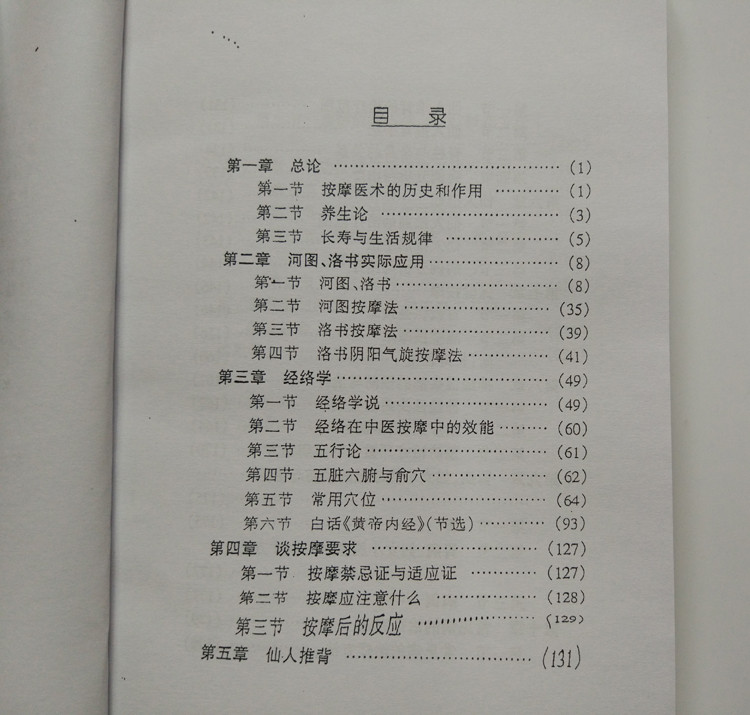 目 录
第一章 总论 ………………………………… (1)
第一节 按摩医术的历史和作用 ………… (1)
第二节 养生论 ………………………… (3)
第三节 长寿与生活规律 ……………… (5)
第二章 河图、洛书实际应用 ………………… (8)
第一节 河图、洛书 ……………………… (8)
第二节 河图按摩法 …………………… (35)
第三节 洛书按摩法 …………………… (39)
第四节 洛书阴阳气旋按摩法 ………… (41)
第三章 经络学 ……………………………… (49)
第一节 经络学说 ……………………… (49)
第二节 经络在中医按摩中的效能 …… (60)
第三节 五行论 ………………………… (61)
第四节 五脏六腑与俞穴 ……………… (62)
第五节 常用穴位 ……………………… (64)
第六节 白话《黄帝内经》(节选) ……… (93)
第四章 谈按摩要求 ……………………… (127)
第一节 按摩禁忌证与适应证 ………… (127)
第二节 按摩应注意什么 ……………… (128)
第三节 按摩后的反应 ………………… (129)
第五章 仙人推背 ………………………… (131)